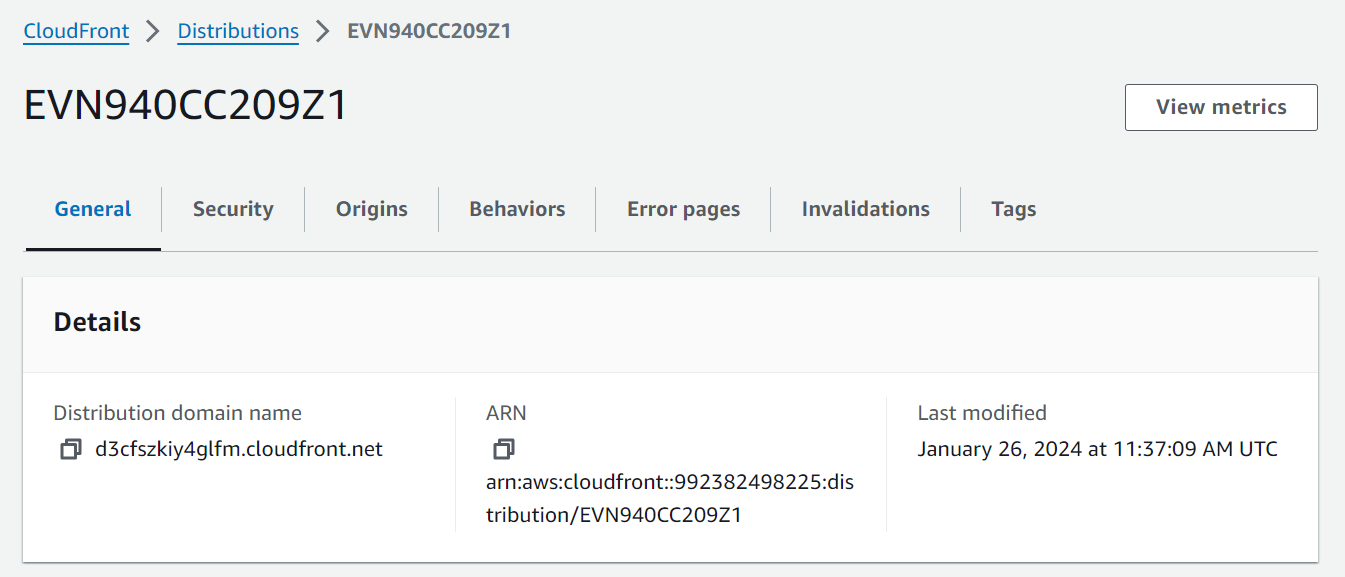 CloudFront > Distributions > EVN940CC209Z1
EVN940CC209Z1
View metrics
General
Security
Origins
Behaviors
Error pages
Invalidations
Tags
Details
Distribution domain name
d3cfszkiy4glfm.cloudfront.net
ARN
arn:aws:cloudfront::992382498225:dis
tribution/EVN940CC209Z1
Last modified
January 26, 2024 at 11:37:09 AM UTC